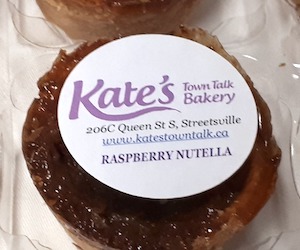 Kate's Town Talk
Bakery
206C Queen St S, Streetsville
www.katestowntalk.ca
RASPBERRY NUTELLA